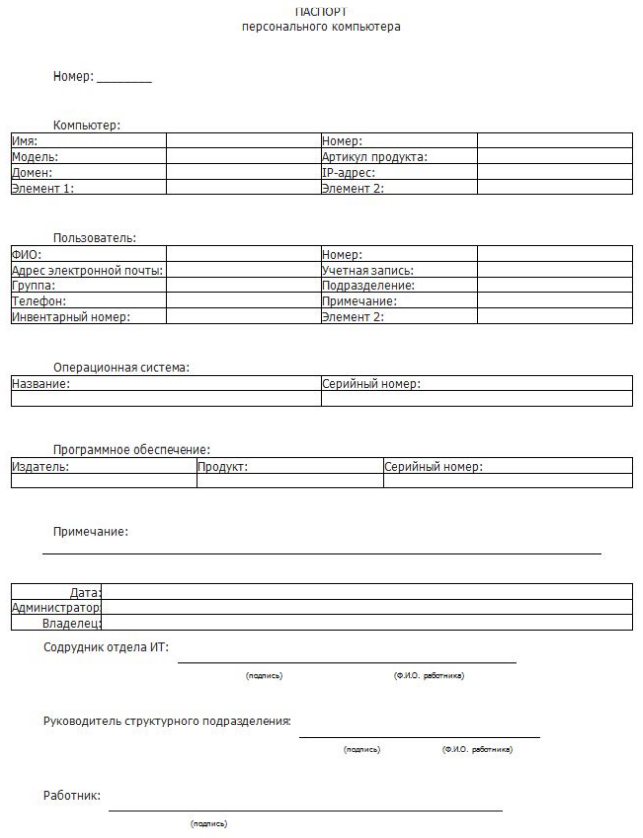 ПАСПОРТ
персонального компьютера
Номер: ________
Компьютер:
Имя: Номер:
Модель: Артикул продукта:
Домен: IP-адрес:
Элемент 1: Элемент 2:
Пользователь:
ФИО: Номер:
Адрес электронной почты: Учетная запись:
Группа: Подразделение:
Телефон: Примечание:
Инвентарный номер: Элемент 2:
Операционная система:
Название: Серийный номер:
Программное обеспечение:
Издатель: Продукт: Серийный номер:
Примечание:
Дата:
Администратор:
Владелец:
Содрудник отдела ИТ:
(подпись) (Ф.И.О. работника)
Руководитель структурного подразделения:
(подпись) (Ф.И.О. работника)
Работник:
(подпись)